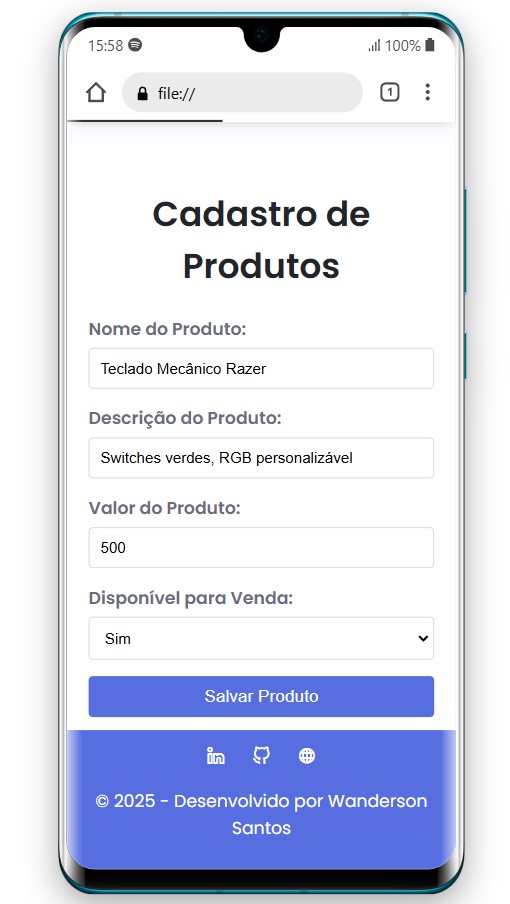 15:58
100%
file://
1
Cadastro de
Produtos
Nome do Produto:
Teclado Mecânico Razer
Descrição do Produto:
Switches verdes, RGB personalizável
Valor do Produto:
500
Disponível para Venda:
Sim
Salvar Produto
in
© 2025 - Desenvolvido por Wanderson
Santos